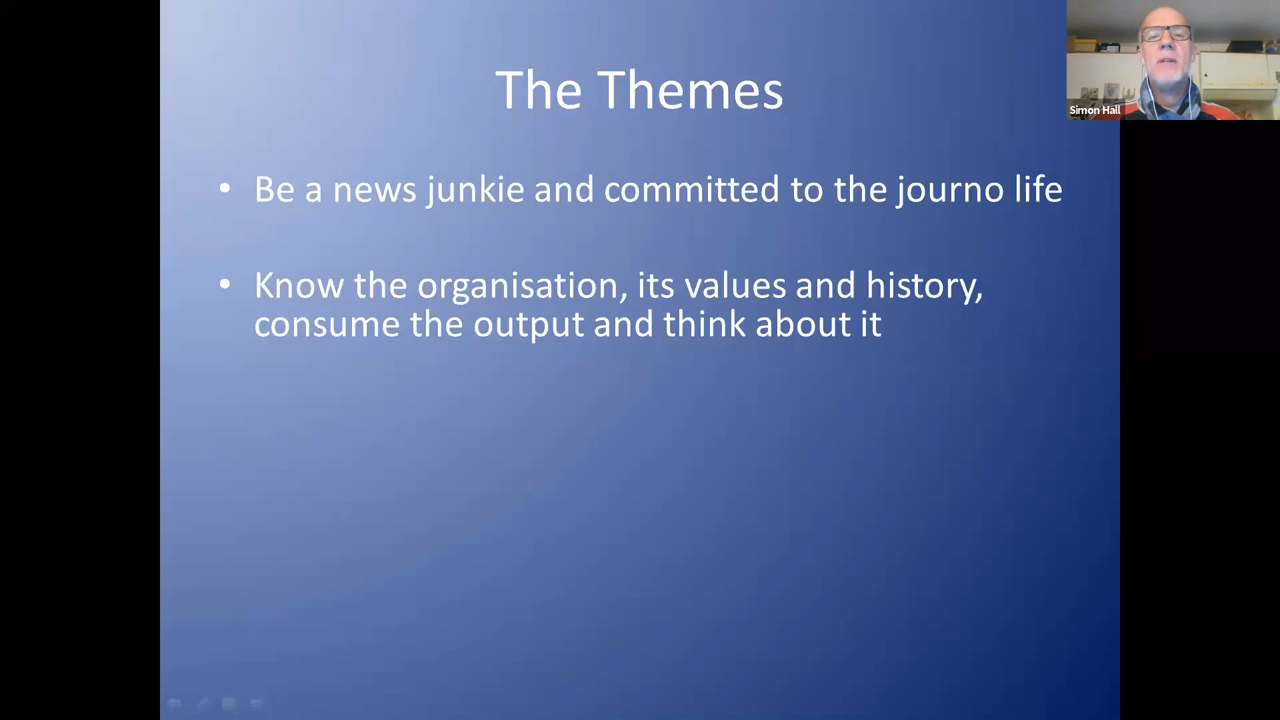 The Themes
Simon Hall
• Be a news junkie and committed to the journo life
• Know the organisation, its values and history,
consume the output and think about it